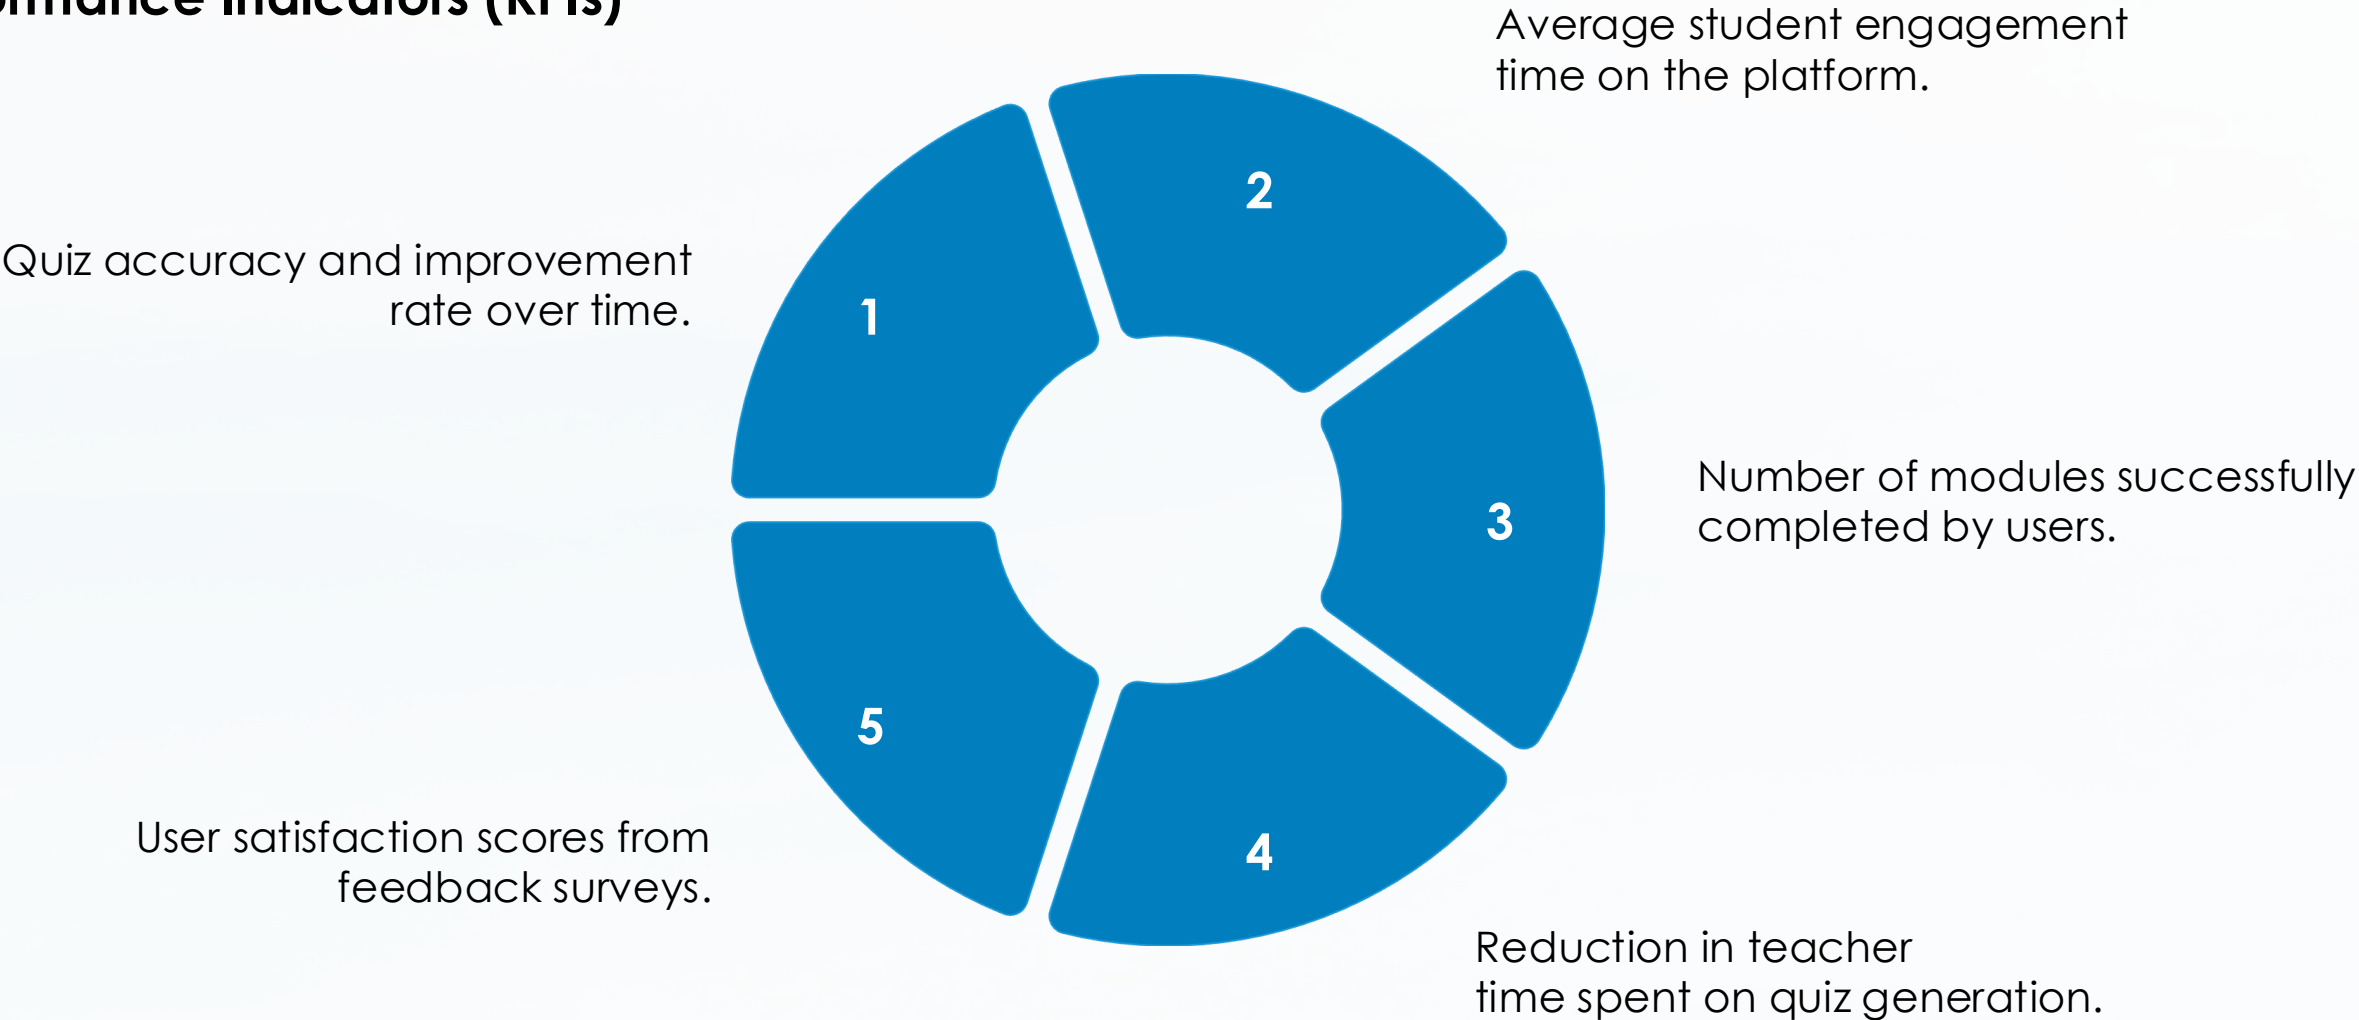 Indicators (KPIs)
Average student engagement
time on the platform.
2
Quiz accuracy and improvement
rate over time.
1
Number of modules successfully
completed by users.
3
5
User satisfaction scores from
feedback surveys.
4
Reduction in teacher
time spent on quiz generation.